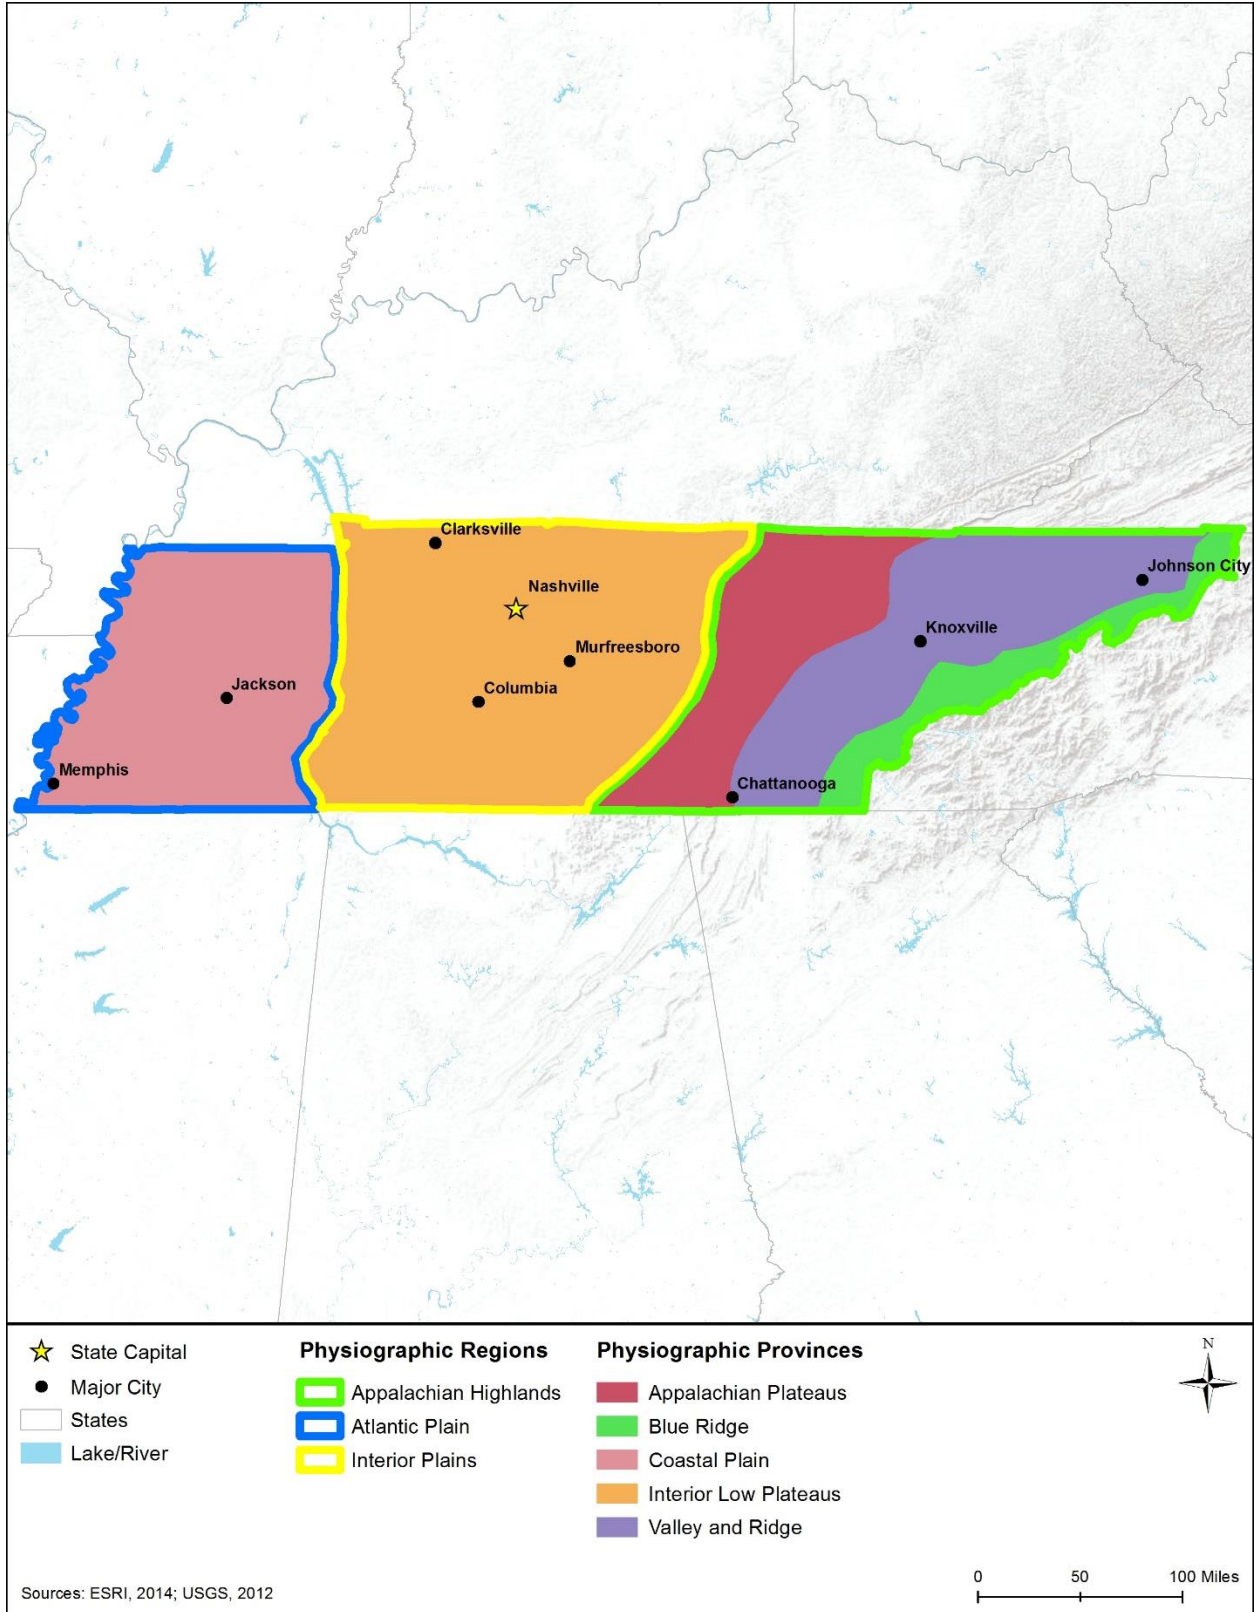 Clarksville
Nashville
Johnson City
Knoxville
Murfreesboro
Jackson
Columbia
Memphis
Chattanooga
State Capital
Major City
States
Lake/River
Physiographic Regions
Appalachian Highlands
Atlantic Plain
Interior Plains
Physiographic Provinces
Appalachian Plateaus
Blue Ridge
Coastal Plain
Interior Low Plateaus
Valley and Ridge
N
0 50 100 Miles
Sources: ESRI, 2014; USGS, 2012